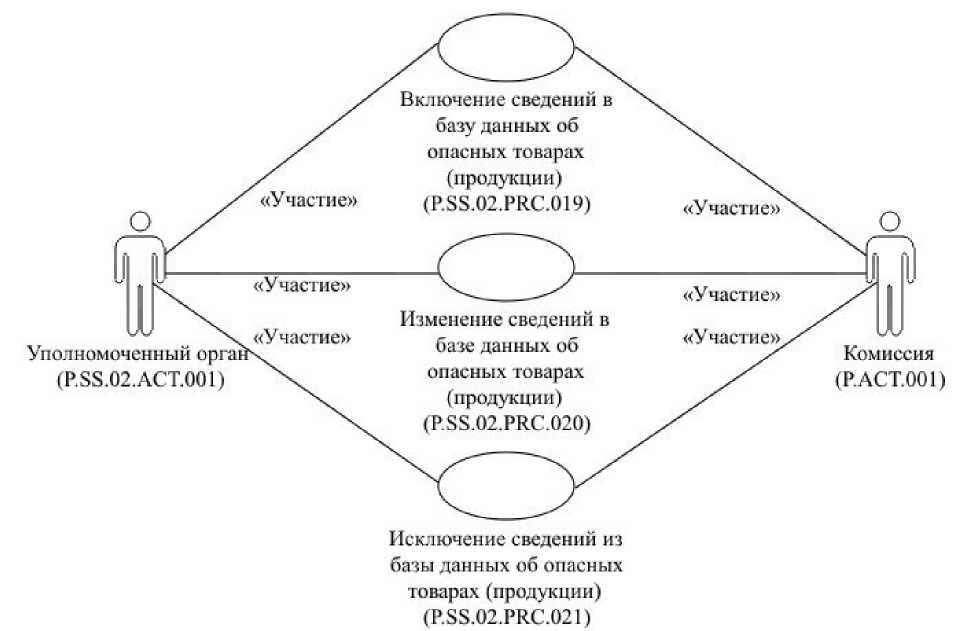 Включение сведений в
базу данных об
опасных товарах
(продукции)
(P.SS.02.PRC.019)
«Участие»
«Участие»
«Участие»
«Участие»
Изменение сведений в
базе данных об
опасных товарах
(продукции)
(P.SS.02.PRC.020)
«Участие»
«Участие»
Уполномоченный орган
(P.SS.02.ACT.001)
Комиссия
(P.ACT.001)
Исключение сведений из
базы данных об опасных
товарах (продукции)
(P.SS.02.PRC.021)